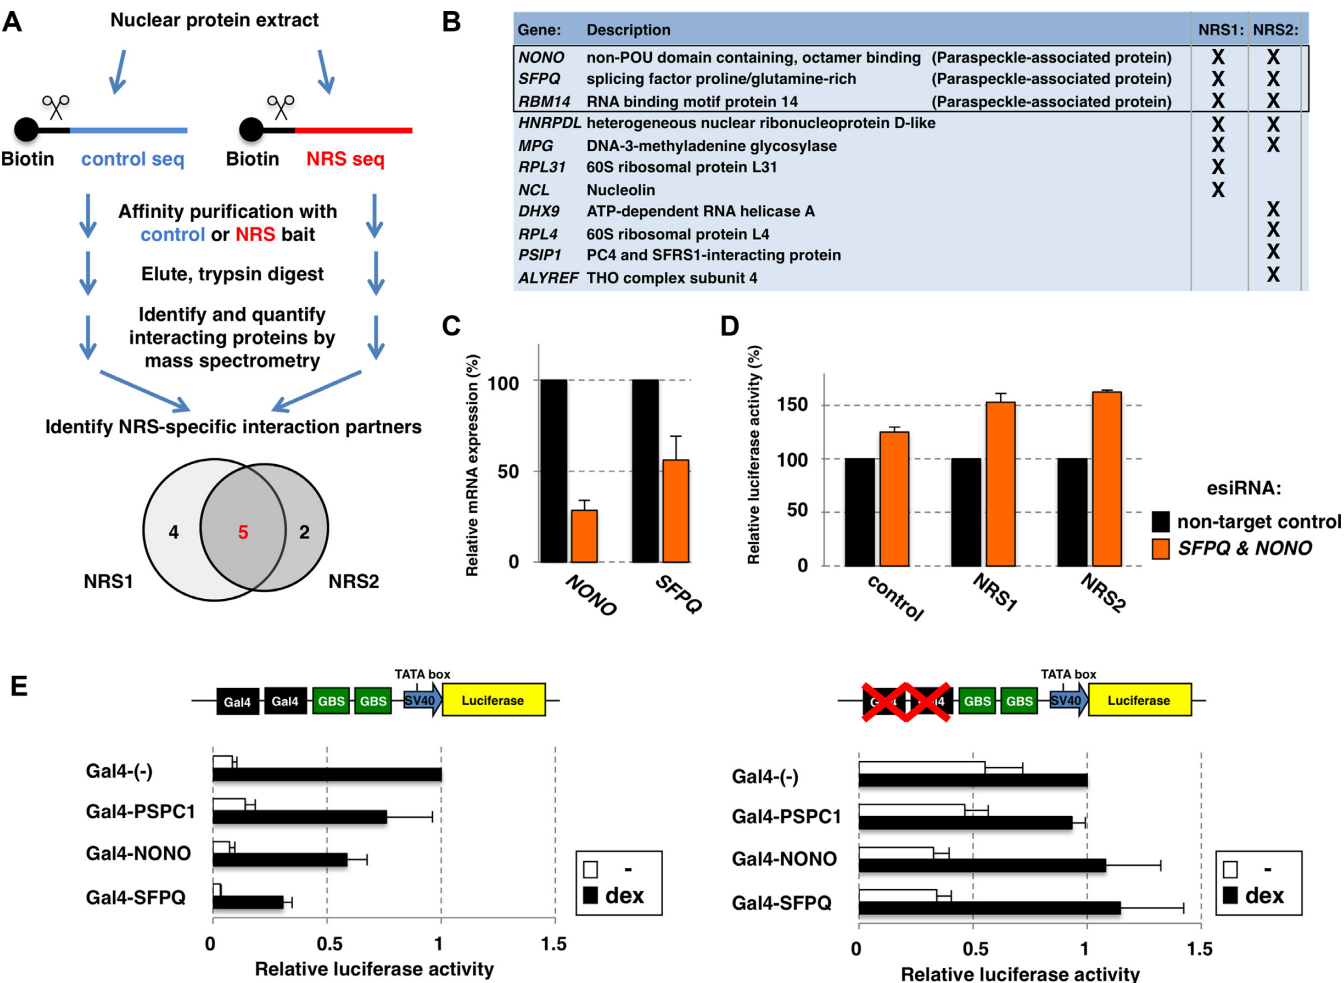 A
Nuclear protein extract
Biotin control seq Biotin NRS seq
Affinity purification with
control or NRS bait
Elute, trypsin digest
Identify and quantify
interacting proteins by
mass spectrometry
Identify NRS-specific interaction partners
4 5 2
NRS1 NRS2
B
Gene: Description NRS1: NRS2:
NONO non-POU domain containing, octamer binding (Paraspeckle-associated protein) X X
SFPQ splicing factor proline/glutamine-rich (Paraspeckle-associated protein) X X
RBM14 RNA binding motif protein 14 (Paraspeckle-associated protein) X X
HNRPDL heterogeneous nuclear ribonucleoprotein D-like X X
MPG DNA-3-methyladenine glycosylase X X
RPL31 60S ribosomal protein L31 X
NCL Nucleolin X
DHX9 ATP-dependent RNA helicase A X
RPL4 60S ribosomal protein L4 X
PSIP1 PC4 and SFRS1-interacting protein X
ALYREF THO complex subunit 4 X
C
Relative mRNA expression (%)
100
50
0
NONO SFPQ
D
Relative luciferase activity (%)
150
100
50
0
control NRS1 NRS2
esiRNA:
non-target control
SFPQ & NONO
E
TATA box
Gal4 Gal4 GBS GBS SV40 Luciferase
Gal4-(-)
Gal4-PSPC1
Gal4-NONO
Gal4-SFPQ
-
dex
0 0.5 1 1.5
Relative luciferase activity
TATA box
Gal4 Gal4 GBS GBS SV40 Luciferase
Gal4-(-)
Gal4-PSPC1
Gal4-NONO
Gal4-SFPQ
-
dex
0 0.5 1 1.5
Relative luciferase activity